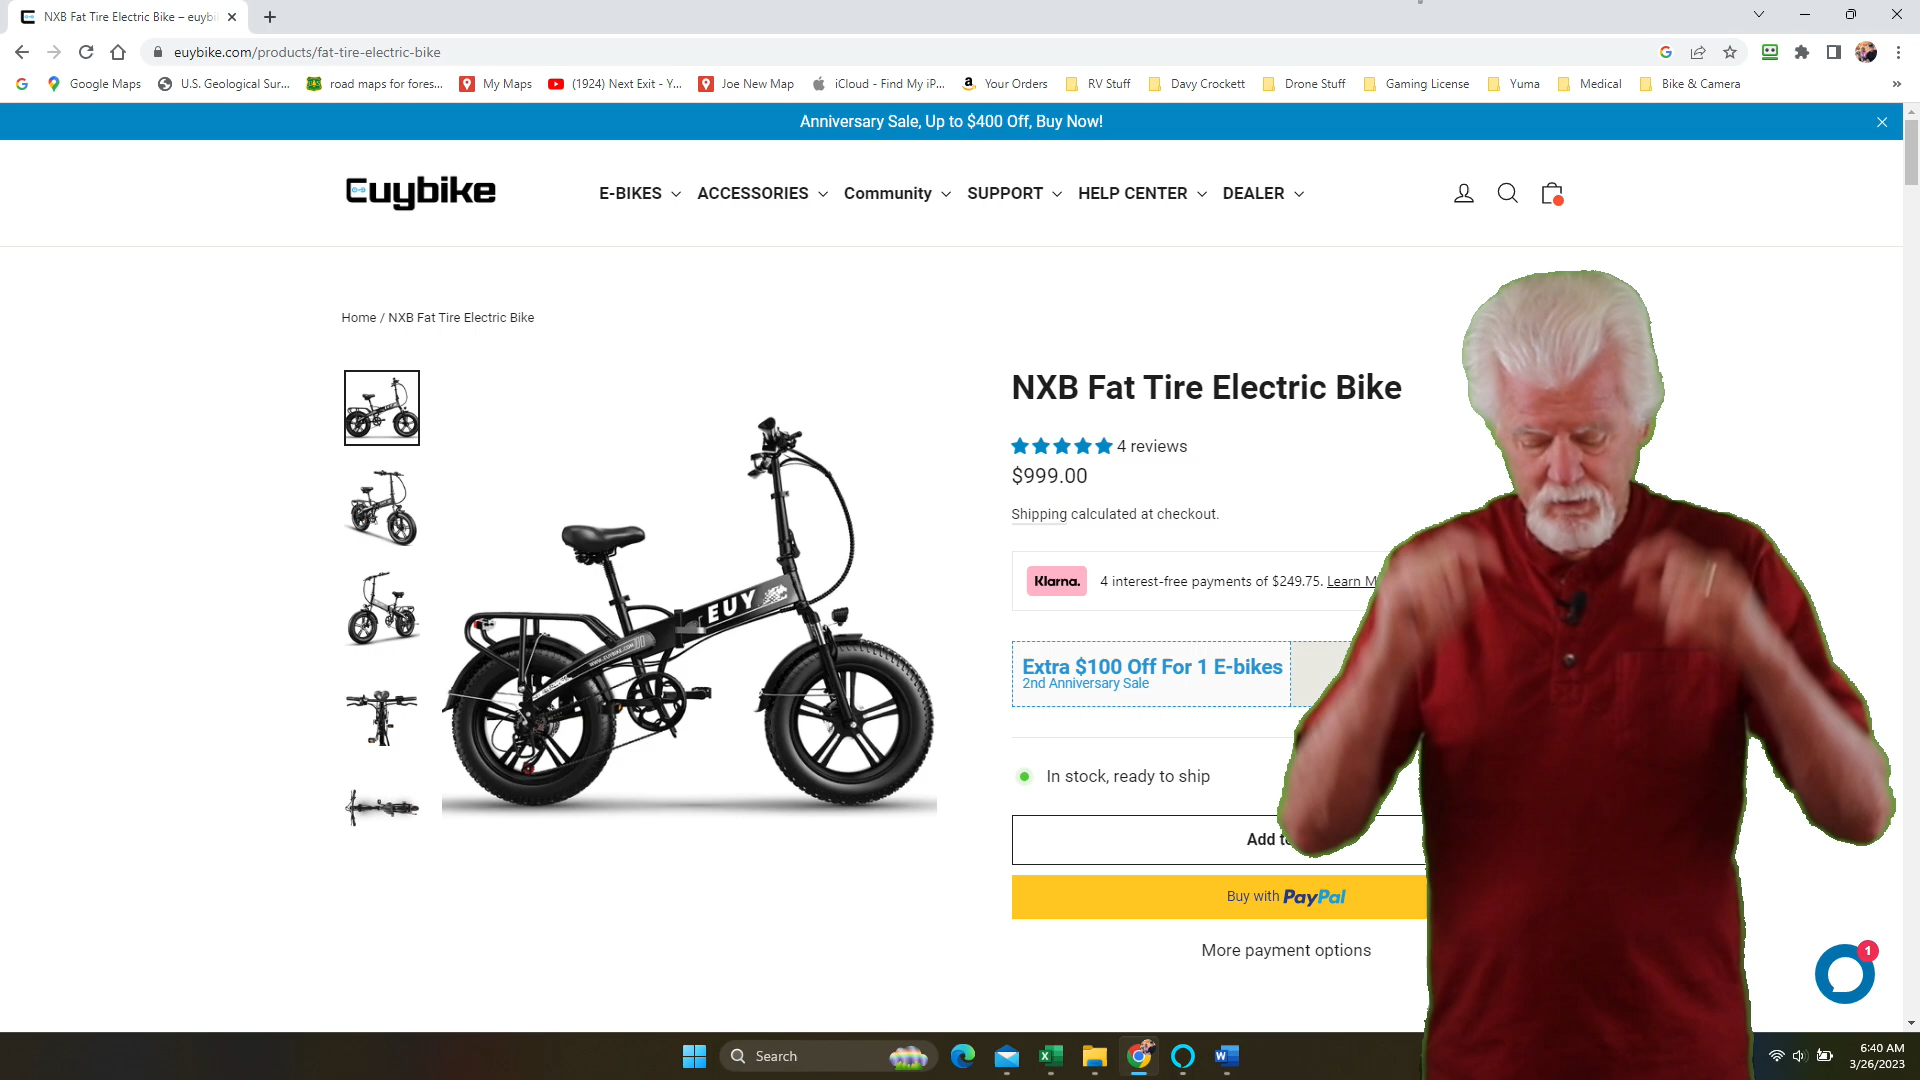 NXB Fat Tire Electric Bike – euybi
euybike.com/products/fat-tire-electric-bike
Google Maps
U.S. Geological Sur...
road maps for fores...
My Maps
(1924) Next Exit - Y...
Joe New Map
iCloud - Find My iP...
Your Orders
RV Stuff
Davy Crockett
Drone Stuff
Gaming License
Yuma
Medical
Bike & Camera
»
Anniversary Sale, Up to $400 Off, Buy Now!
Euybike
E-BIKES
ACCESSORIES
Community
SUPPORT
HELP CENTER
DEALER
Home / NXB Fat Tire Electric Bike
EUY
WWW.EUYBIKE.COM
NXB Fat Tire Electric Bike
4 reviews
$999.00
Shipping calculated at checkout.
Klarna.
4 interest-free payments of $249.75. Learn M
Extra $100 Off For 1 E-bikes
2nd Anniversary Sale
In stock, ready to ship
Add t
Buy with PayPal
More payment options
1
Search
6:40 AM
3/26/2023